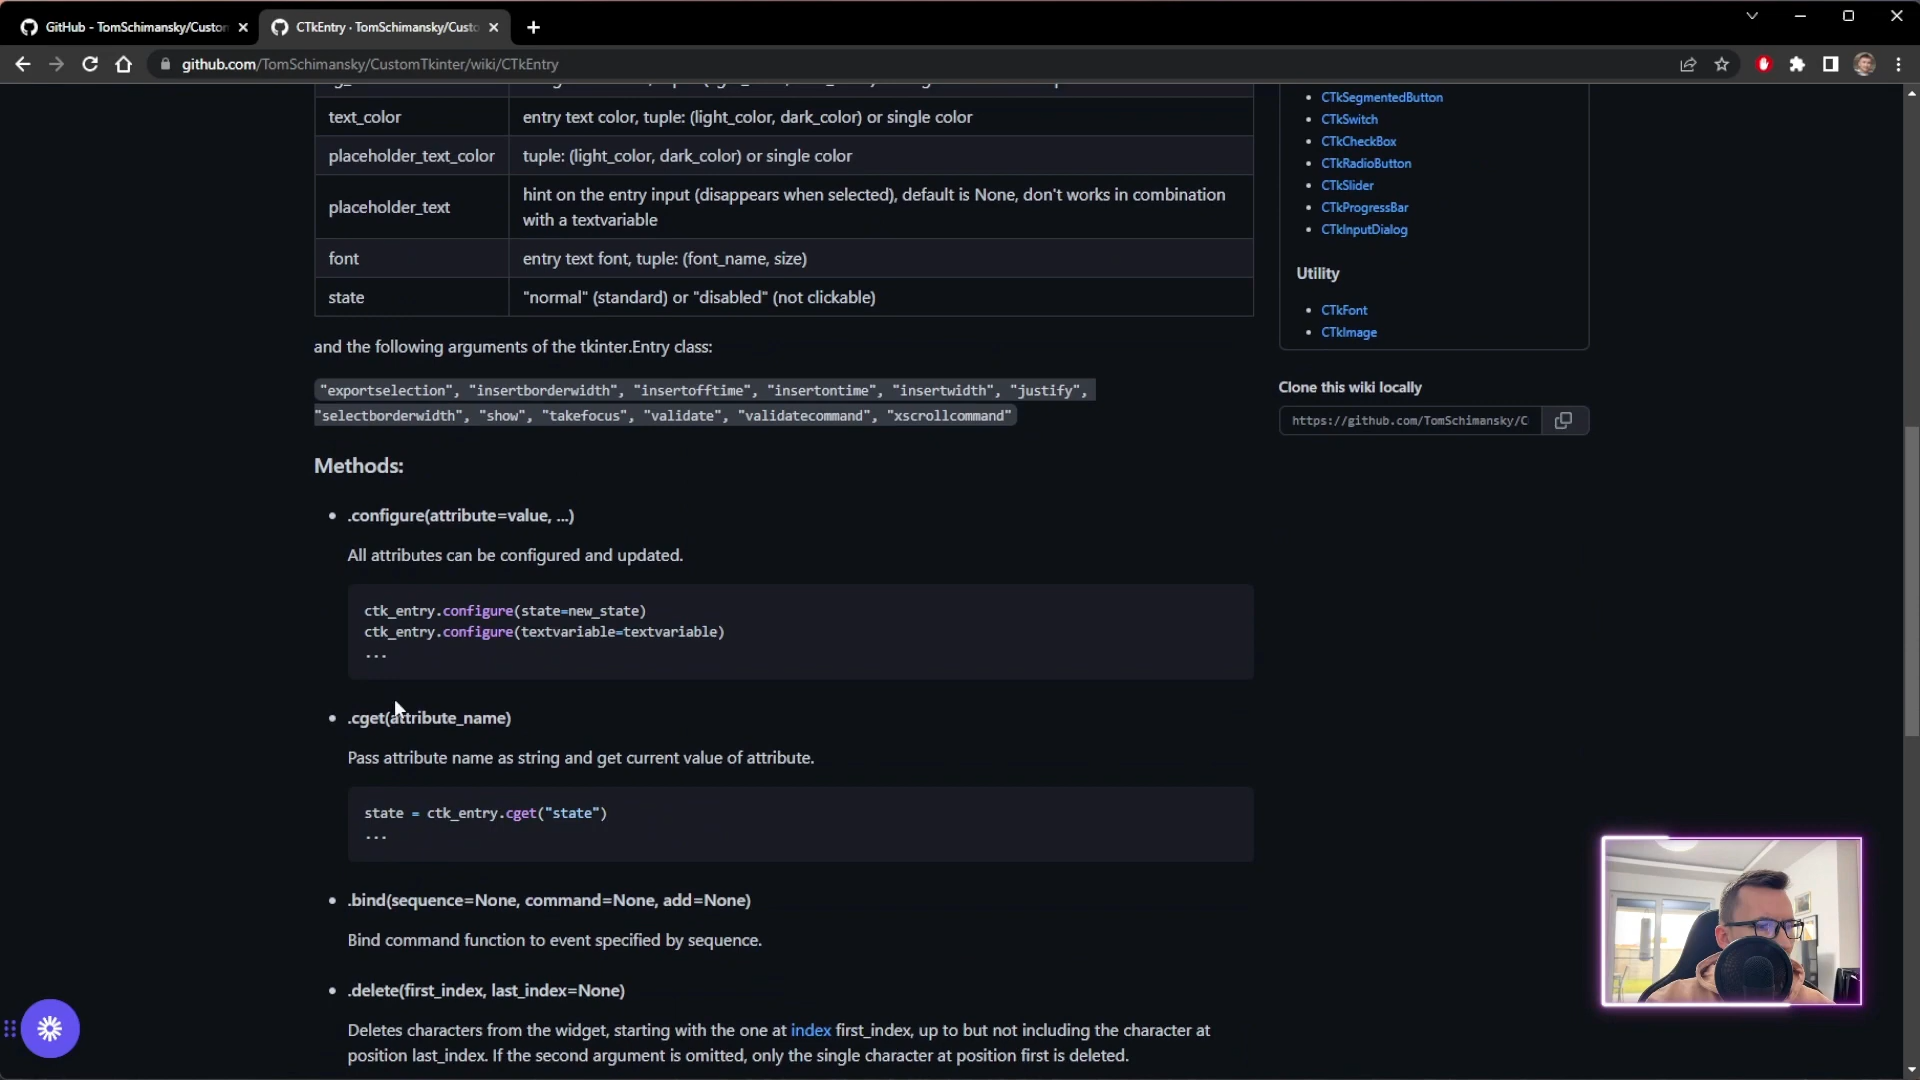 GitHub - TomSchimansky/Custom
CTkEntry · TomSchimansky/Custo
github.com/TomSchimansky/CustomTkinter/wiki/CTkEntry
text_color
entry text color, tuple: (light_color, dark_color) or single color
placeholder_text_color
tuple: (light_color, dark_color) or single color
placeholder_text
hint on the entry input (disappears when selected), default is None, don't works in combination
with a textvariable
font
entry text font, tuple: (font_name, size)
state
"normal" (standard) or "disabled" (not clickable)
and the following arguments of the tkinter.Entry class:
"exportselection", "insertborderwidth", "insertofftime", "insertontime", "insertwidth", "justify",
"selectborderwidth", "show", "takefocus", "validate", "validatecommand", "xscrollcommand"
Methods:
.configure(attribute=value, ...)
All attributes can be configured and updated.
ctk_entry.configure(state=new_state)
ctk_entry.configure(textvariable=textvariable)
...
.cget(attribute_name)
Pass attribute name as string and get current value of attribute.
state = ctk_entry.cget("state")
...
.bind(sequence=None, command=None, add=None)
Bind command function to event specified by sequence.
.delete(first_index, last_index=None)
Deletes characters from the widget, starting with the one at index first_index, up to but not including the character at
position last_index. If the second argument is omitted, only the single character at position first is deleted.
CTkSegmentedButton
CTkSwitch
CTkCheckBox
CTkRadioButton
CTkSlider
CTkProgressBar
CTkInputDialog
Utility
CTkFont
CTkImage
Clone this wiki locally
https://github.com/TomSchimansky/C